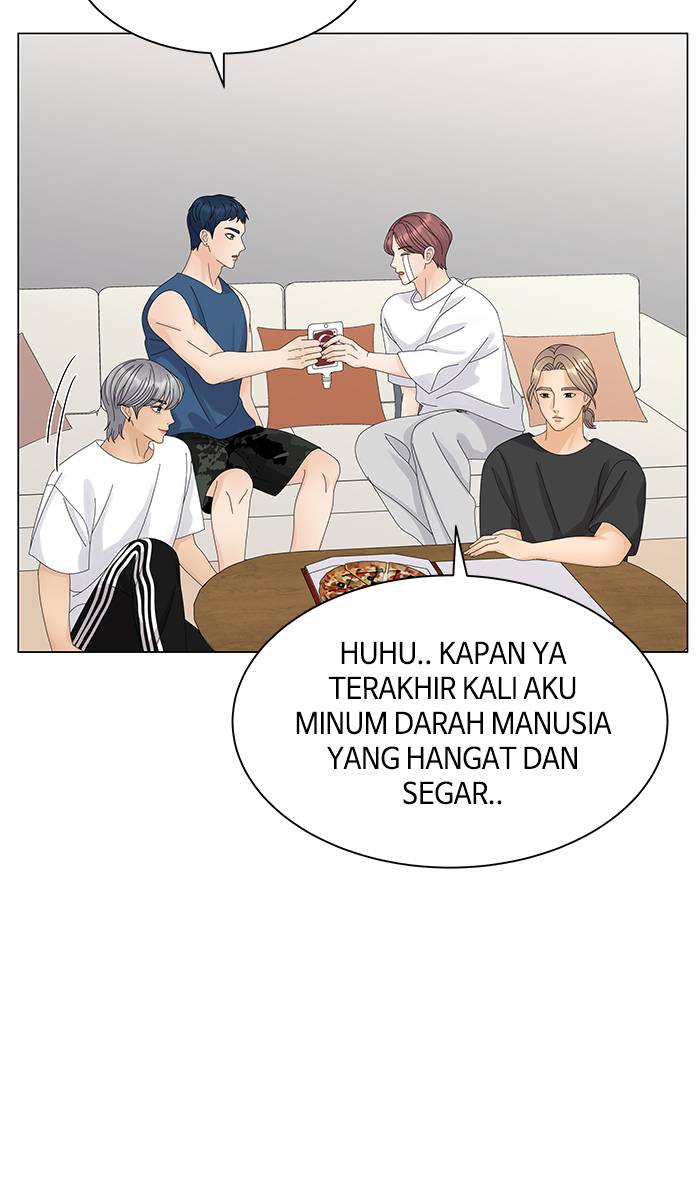 HUHU.. KAPAN YA
TERAKHIR KALI AKU
MINUM DARAH MANUSIA
YANG HANGAT DAN
SEGAR..